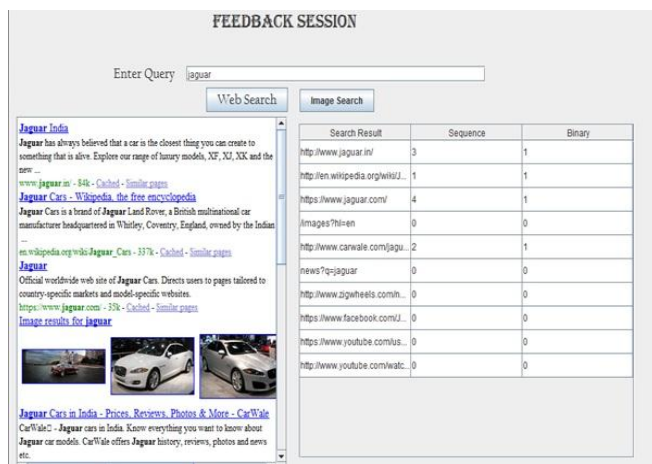 FEEDBACK SESSION
Enter Query jaguar
Web Search Image Search
Jaguar India
Jaguar has always believed that a car is the closest thing you can create to
something that is alive. Explore our range of luxury models, XF, XJ, XK and the
new ...
www.jaguar.in/ - 84k - Cached - Similar pages
Jaguar Cars - Wikipedia, the free encyclopedia
Jaguar Cars is a brand of Jaguar Land Rover, a British multinational car
manufacturer headquartered in Whitley, Coventry, England, owned by the Indian
...
en.wikipedia.org/wiki/Jaguar_Cars - 337k - Cached - Similar pages
Jaguar
Official worldwide web site of Jaguar Cars. Directs users to pages tailored to
country-specific markets and model-specific websites.
https://www.jaguar.com/ - 35k - Cached - Similar pages
Image results for jaguar
Jaguar Cars in India - Prices, Reviews, Photos & More - CarWale
CarWale□ - Jaguar cars in India. Know everything you want to know about
Jaguar car models. CarWale offers Jaguar history, reviews, photos and news
etc.
Search Result Sequence Binary
http://www.jaguar.in/ 3 1
http://en.wikipedia.org/wiki/J... 1 1
https://www.jaguar.com/ 4 1
/images?hl=en 0 0
http://www.carwale.com/jagu... 2 1
news?q=jaguar 0 0
http://www.zigwheels.com/n... 0 0
https://www.facebook.com/J... 0 0
https://www.youtube.com/us... 0 0
http://www.youtube.com/watc... 0 0